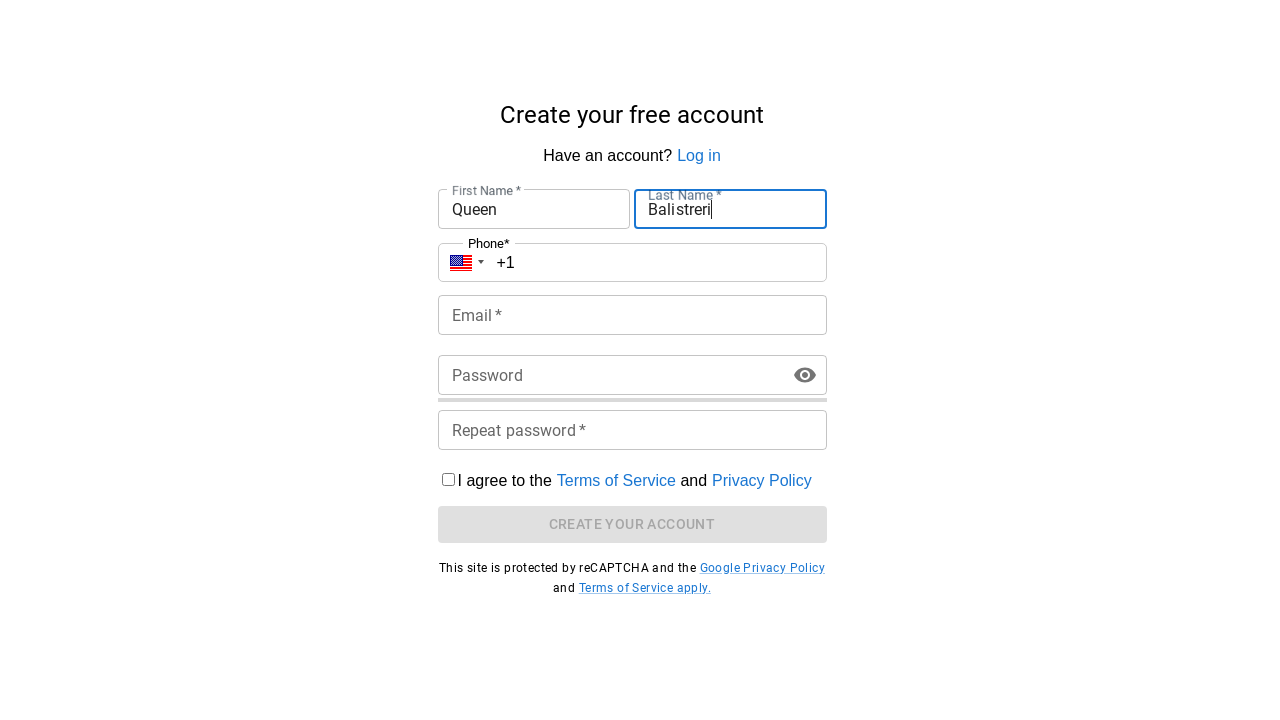 Create your free account
Have an account? Log in
First Name *
Last Name *
Queen
Balistreri
Phone*
+1
Email *
Password
Repeat password *
I agree to the Terms of Service and Privacy Policy
CREATE YOUR ACCOUNT
This site is protected by reCAPTCHA and the Google Privacy Policy
and Terms of Service apply.